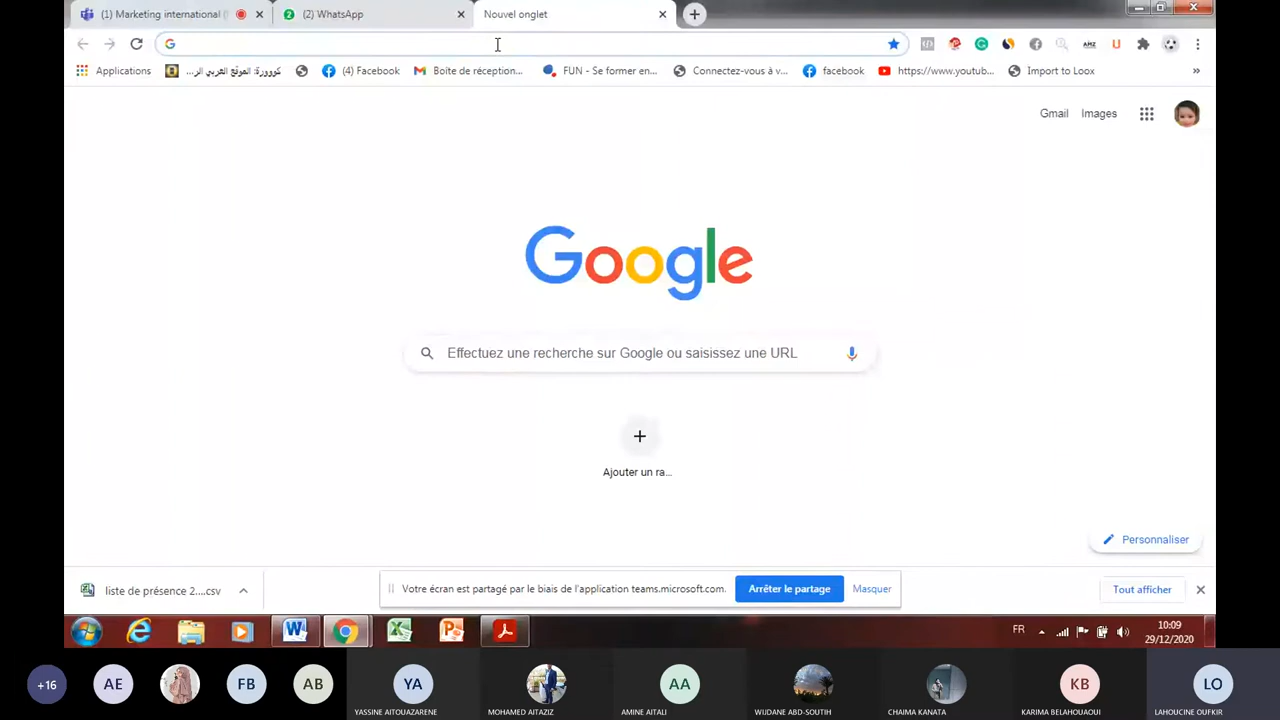 (1) Marketing international (
(2) WhatsApp
Nouvel onglet
Applications
كووورة: الموقع العربي الر...
(4) Facebook
Boîte de réception...
FUN - Se former en...
Connectez-vous à v...
facebook
https://www.youtub...
Import to Loox
»
Gmail
Images
Google
Effectuez une recherche sur Google ou saisissez une URL
Ajouter un ra...
Personnaliser
liste de présence 2....csv
Votre écran est partagé par le biais de l'application teams.microsoft.com.
Arrêter le partage
Masquer
Tout afficher
FR
10:09
29/12/2020
+16
AE
FB
AB
YA
YASSINE AITOUAZARENE
MOHAMED AITAZIZ
AA
AMINE AITALI
WIJDANE ABD-SOUTIH
CHAIMA KANATA
KB
KARIMA BELAHOUAOUI
LO
LAHOUCINE OUFKIR